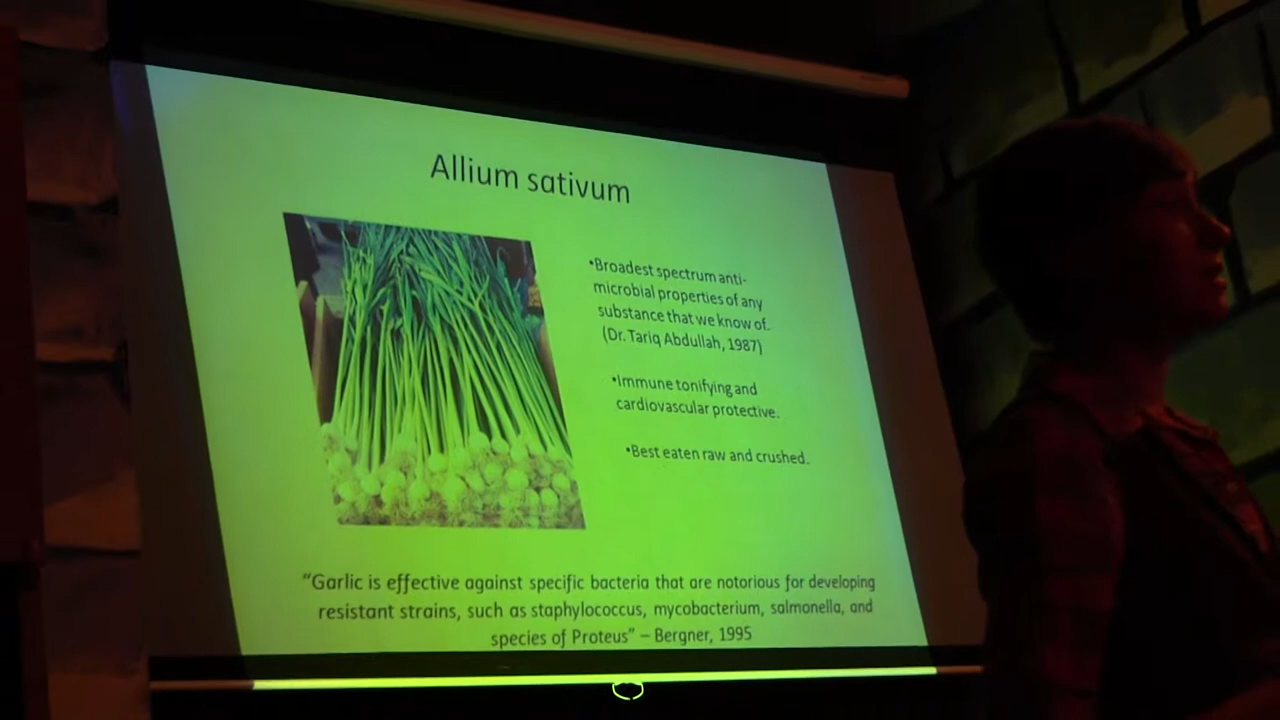 Allium sativum
•Broadest spectrum anti-
microbial properties of any
substance that we know of.
(Dr. Tariq Abdullah, 1987)
•Immune tonifying and
cardiovascular protective.
•Best eaten raw and crushed.
"Garlic is effective against specific bacteria that are notorious for developing
resistant strains, such as staphylococcus, mycobacterium, salmonella, and
species of Proteus" – Bergner, 1995